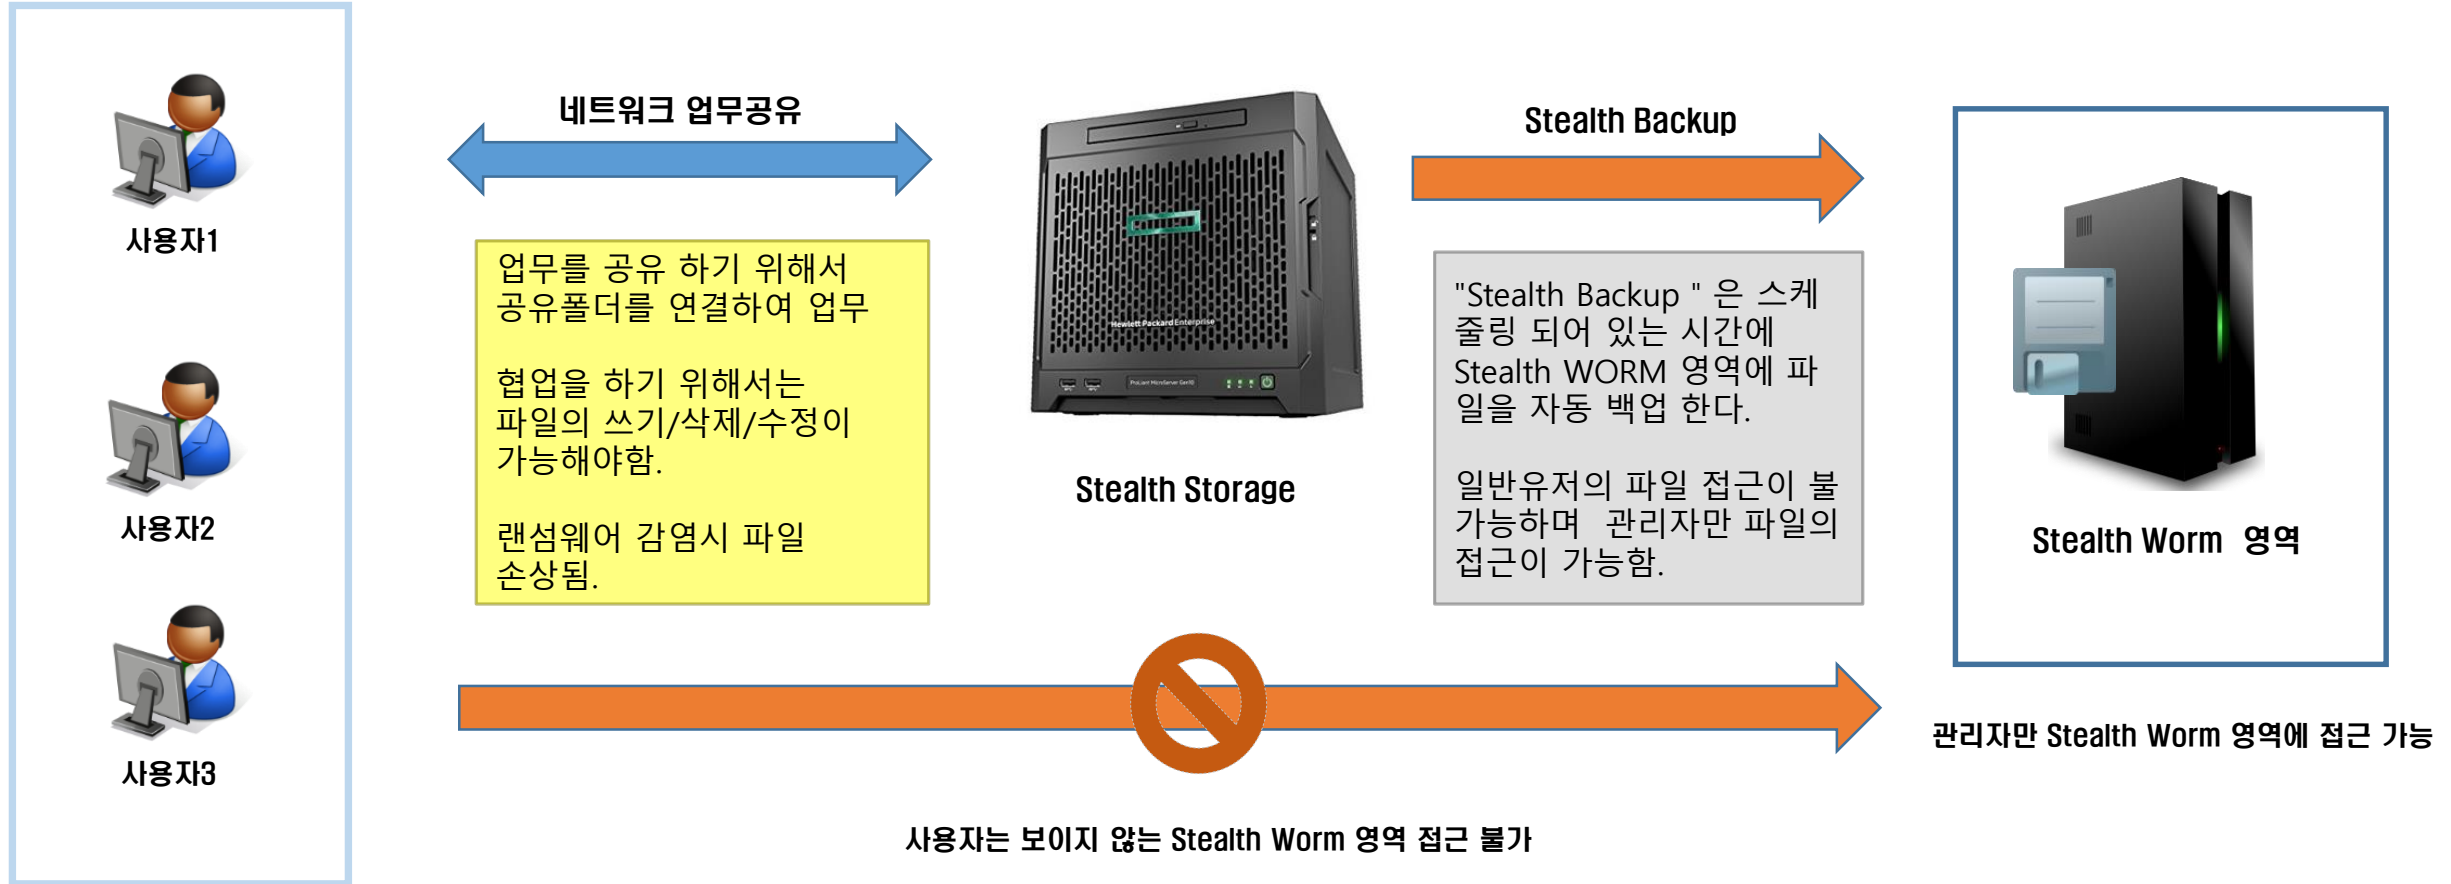 사용자1
사용자2
사용자3
네트워크 업무공유
업무를 공유 하기 위해서
공유폴더를 연결하여 업무
협업을 하기 위해서는
파일의 쓰기/삭제/수정이
가능해야함.
랜섬웨어 감염시 파일
손상됨.
Hewlett Packard Enterprise
ProLiant MicroServer Gen10
Stealth Storage
Stealth Backup
"Stealth Backup " 은 스케
줄링 되어 있는 시간에
Stealth WORM 영역에 파
일을 자동 백업 한다.
일반유저의 파일 접근이 불
가능하며 관리자만 파일의
접근이 가능함.
Stealth Worm 영역
관리자만 Stealth Worm 영역에 접근 가능
사용자는 보이지 않는 Stealth Worm 영역 접근 불가